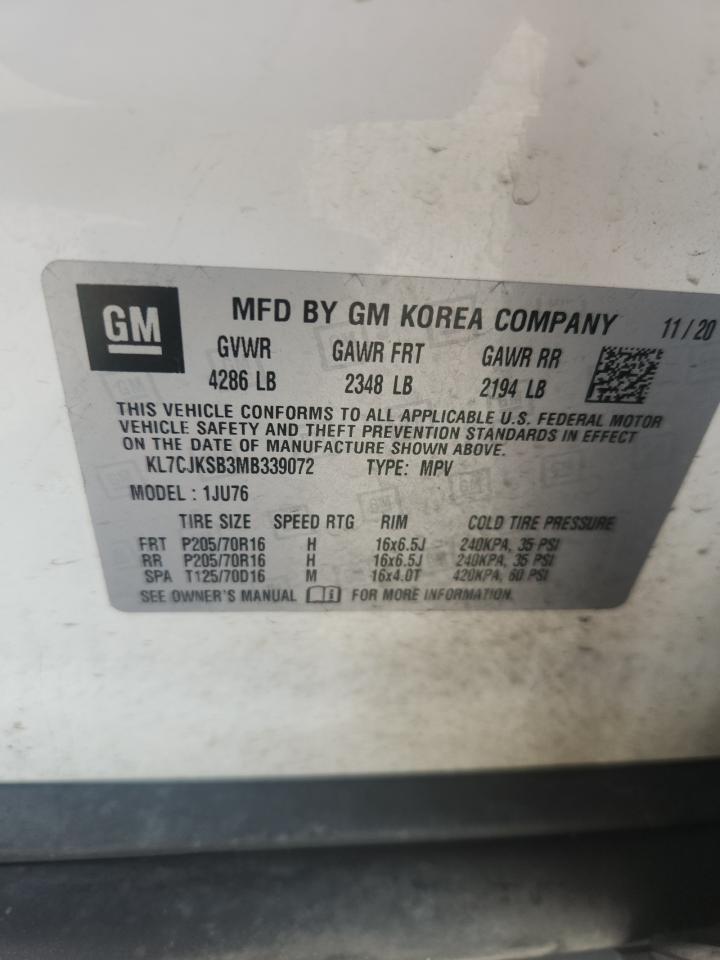 GM MFD BY GM KOREA COMPANY 11/20
GVWR GAWR FRT GAWR RR
4286 LB 2348 LB 2194 LB
THIS VEHICLE CONFORMS TO ALL APPLICABLE U.S. FEDERAL MOTOR
VEHICLE SAFETY AND THEFT PREVENTION STANDARDS IN EFFECT
ON THE DATE OF MANUFACTURE SHOWN ABOVE.
KL7CJKSB3MB339072 TYPE: MPV
MODEL : 1JU76
TIRE SIZE SPEED RTG RIM COLD TIRE PRESSURE
FRT P205/70R16 H 16x6.5J 240KPA, 35 PSI
RR P205/70R16 H 16x6.5J 240KPA, 35 PSI
SPA T125/70D16 M 16x4.0T 420KPA, 60 PSI
SEE OWNER'S MANUAL FOR MORE INFORMATION.